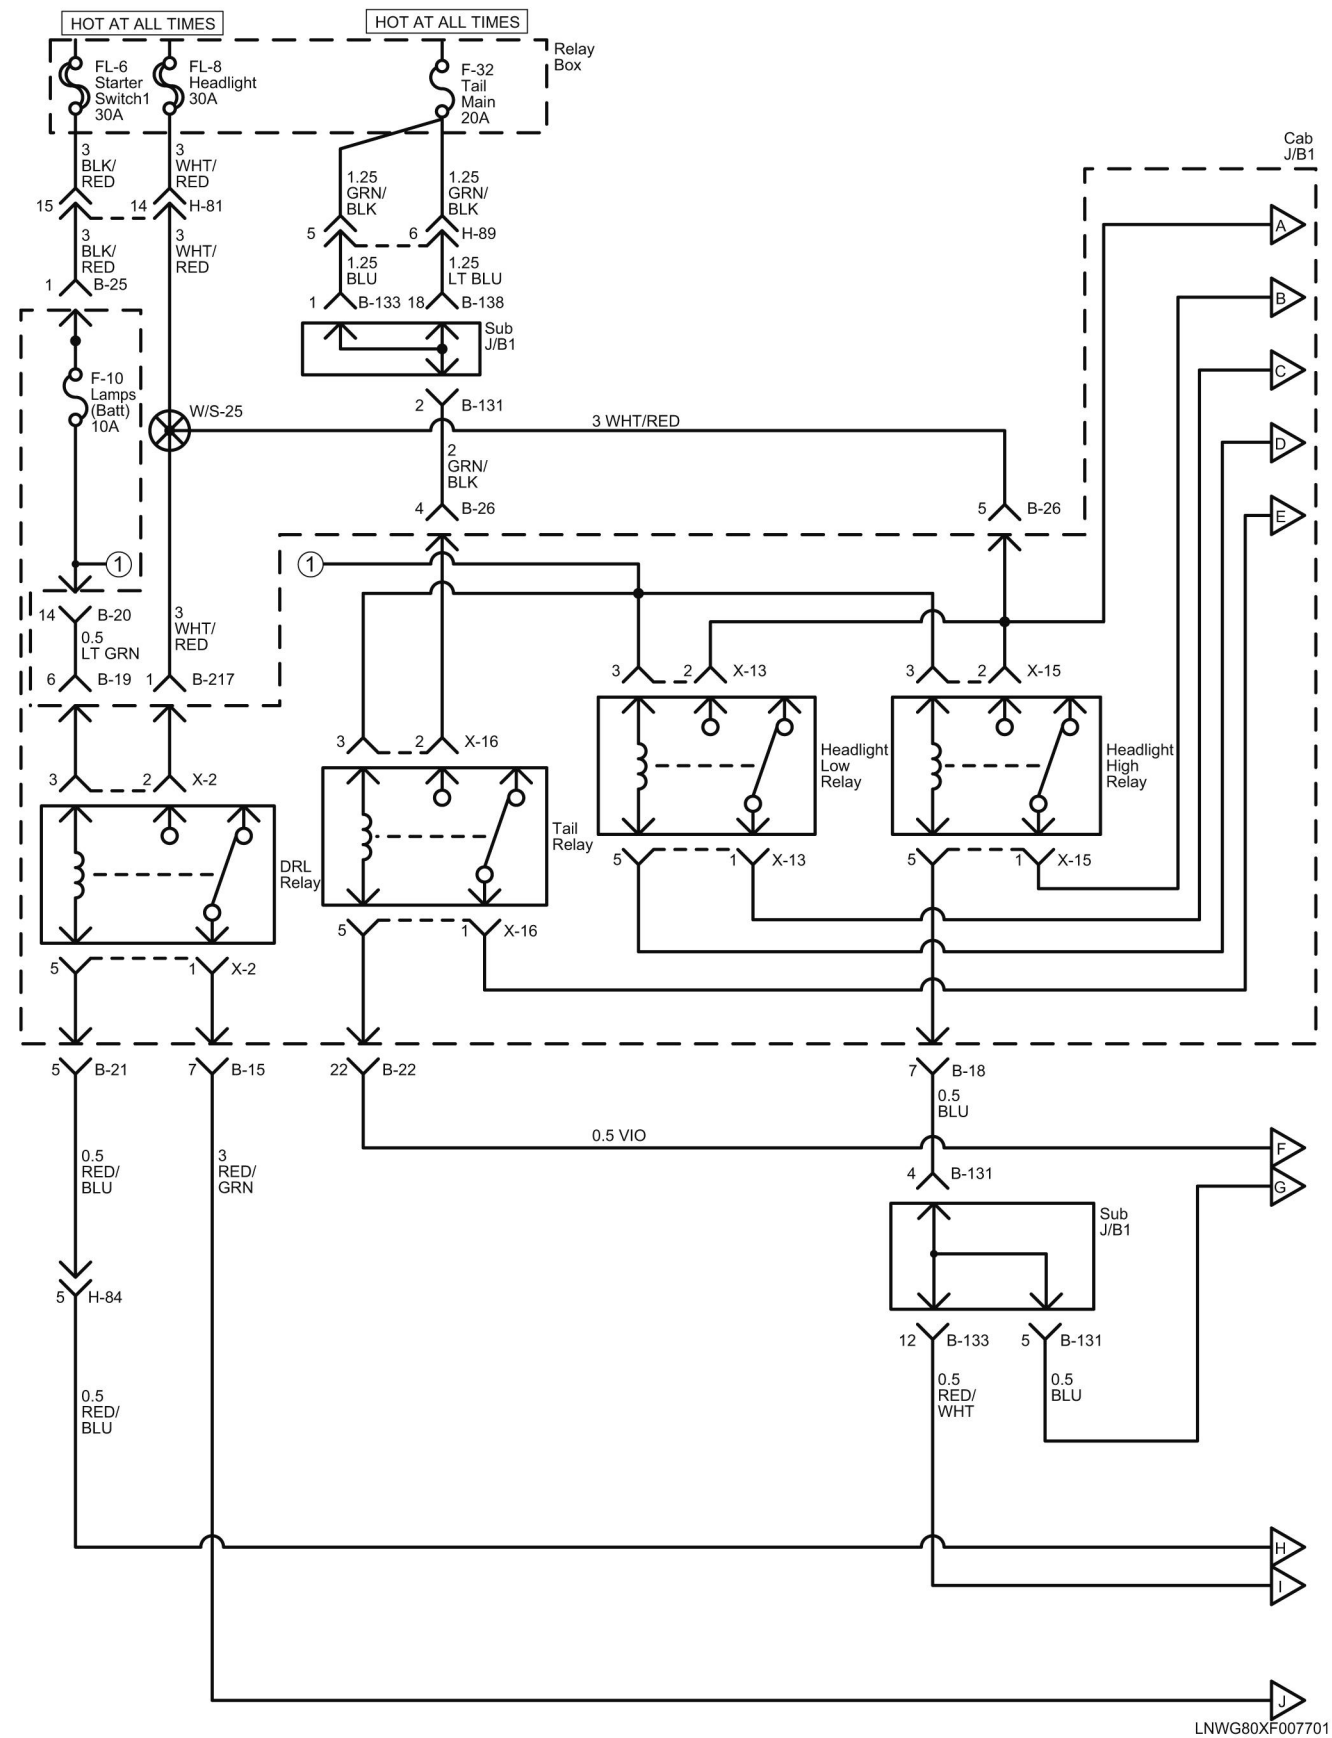 HOT AT ALL TIMES
HOT AT ALL TIMES
Relay
Box
FL-6
Starter
Switch1
30A
FL-8
Headlight
30A
F-32
Tail
Main
20A
Cab
J/B1
3
BLK/
RED
3
WHT/
RED
1.25
GRN/
BLK
1.25
GRN/
BLK
15
14
H-81
5
6
H-89
A
3
BLK/
RED
3
WHT/
RED
1.25
BLU
1.25
LT BLU
1
B-25
1
B-133
18
B-138
B
Sub
J/B1
C
F-10
Lamps
(Batt)
10A
W/S-25
2
B-131
3 WHT/RED
D
2
GRN/
BLK
4
B-26
5
B-26
E
1
1
14
B-20
3
WHT/
RED
0.5
LT GRN
6
B-19
1
B-217
3
2
X-13
3
2
X-15
3
2
X-16
3
2
X-2
Headlight
Low
Relay
Headlight
High
Relay
Tail
Relay
DRL
Relay
5
1
X-13
5
1
X-15
5
1
X-16
5
1
X-2
5
B-21
7
B-15
22
B-22
7
B-18
0.5
BLU
0.5 VIO
F
0.5
RED/
BLU
3
RED/
GRN
4
B-131
G
Sub
J/B1
5
H-84
12
B-133
5
B-131
0.5
RED/
BLU
0.5
RED/
WHT
0.5
BLU
H
I
J
LNWG80XF007701